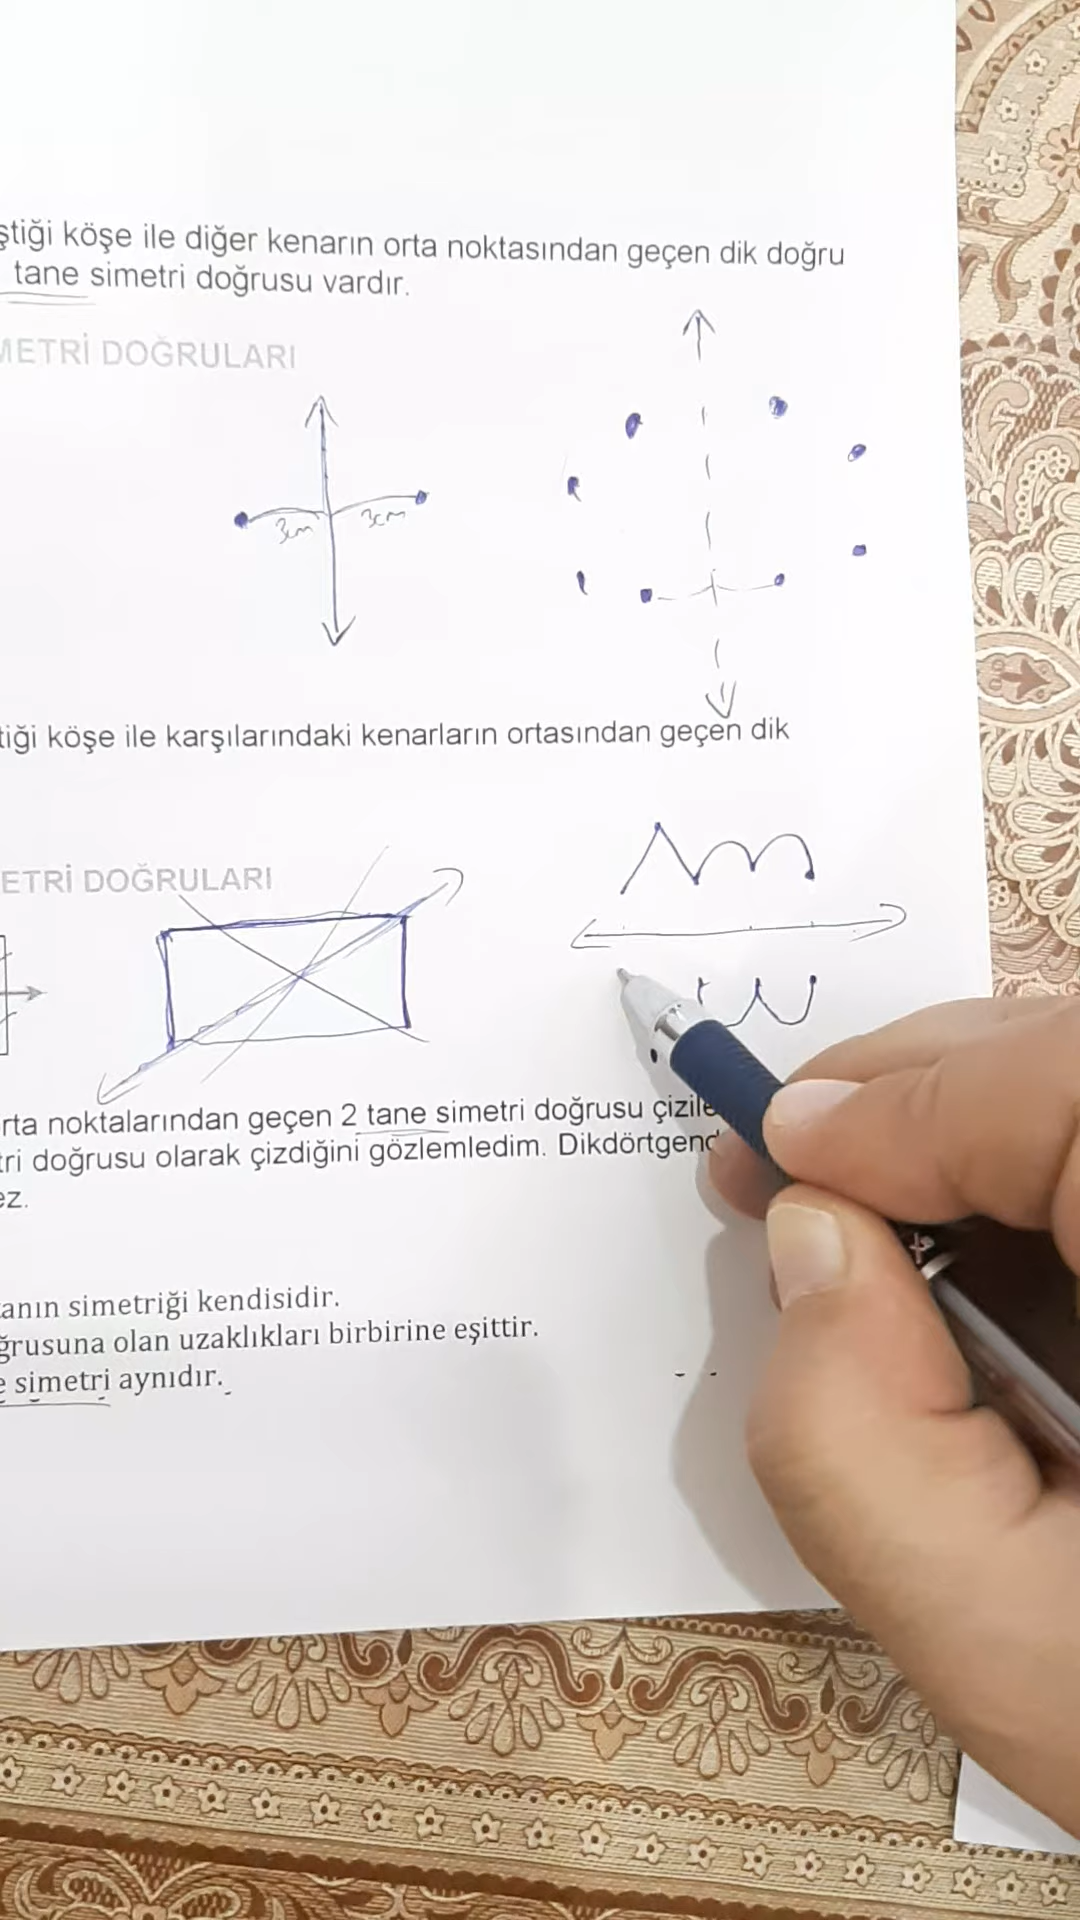 ştiği köşe ile diğer kenarın orta noktasından geçen dik doğru
tane simetri doğrusu vardır.
METRİ DOĞRULARI
3cm 3cm
tiği köşe ile karşılarındaki kenarların ortasından geçen dik
ETRİ DOĞRULARI
rta noktalarından geçen 2 tane simetri doğrusu çizile
tri doğrusu olarak çizdiğini gözlemledim. Dikdörtgend
ez.
anın simetriği kendisidir.
ğrusuna olan uzaklıkları birbirine eşittir.
e simetri aynıdır.